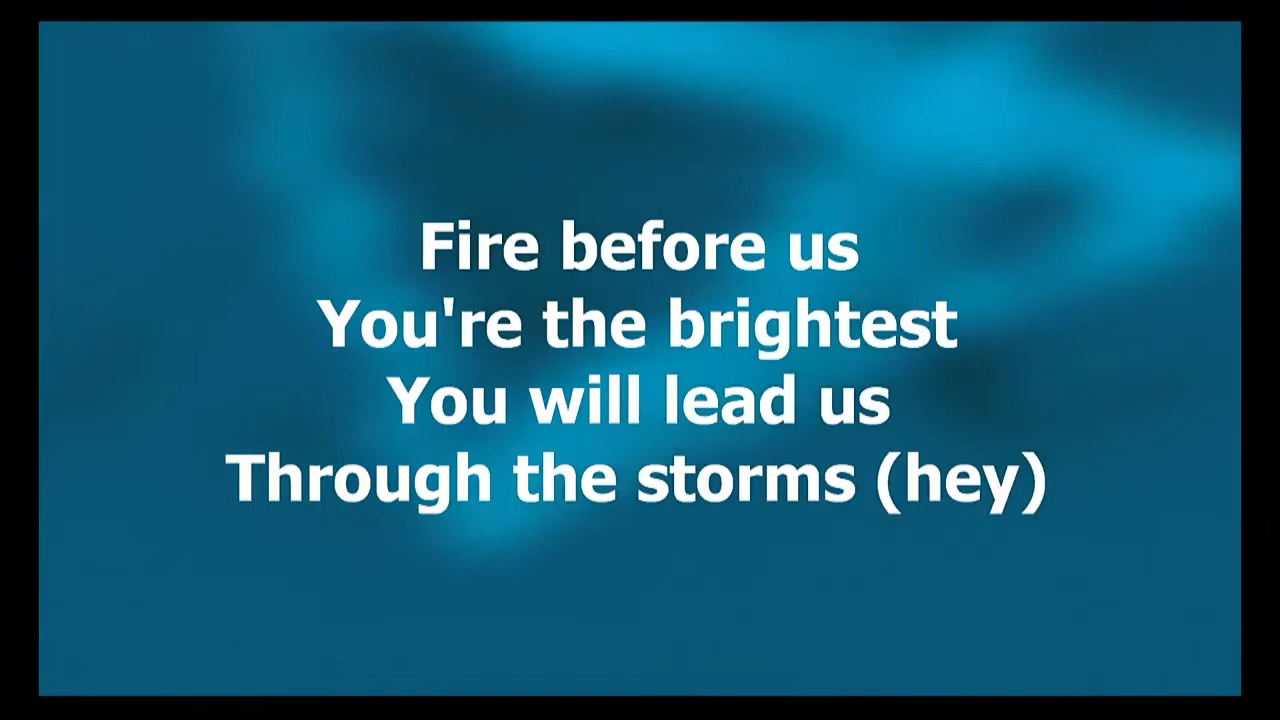 Fire before us
You're the brightest
You will lead us
Through the storms (hey)